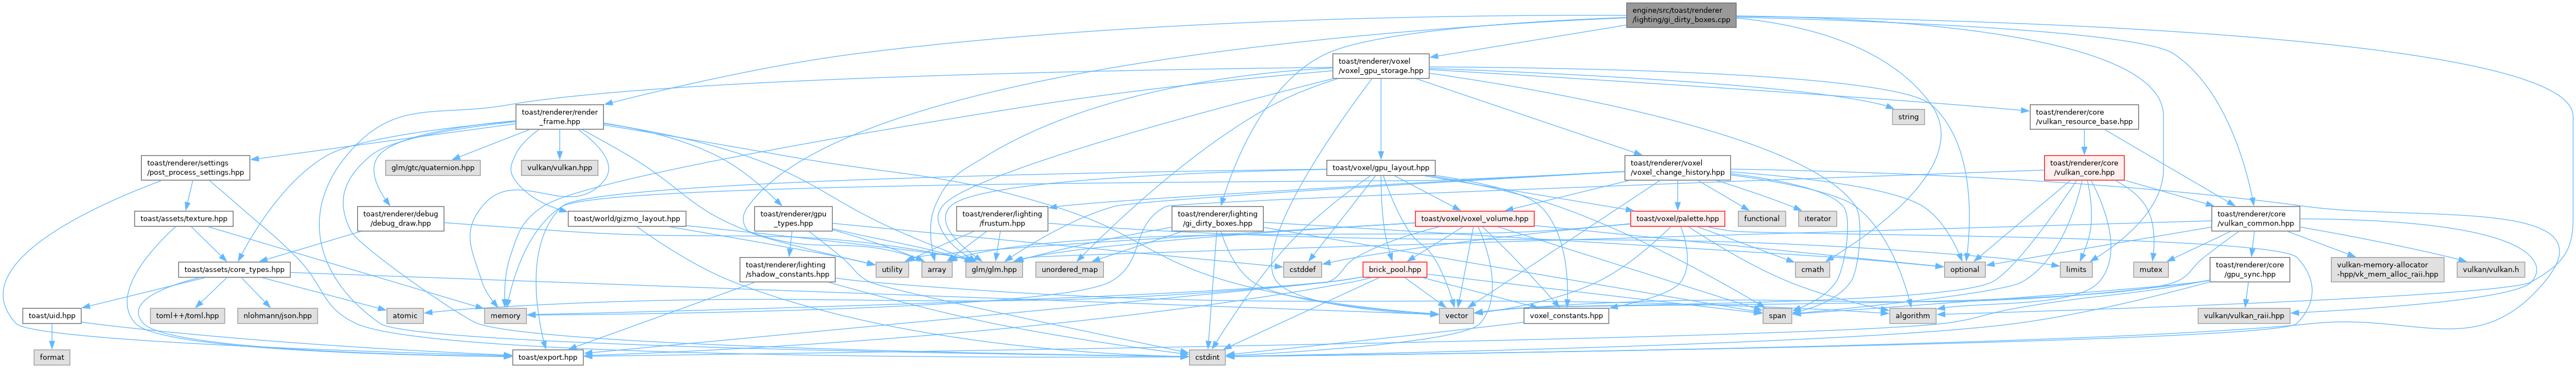 engine/src/toast/renderer
/lighting/gi_dirty_boxes.cpp
toast/renderer/voxel
/voxel_gpu_storage.hpp
toast/renderer/render
_frame.hpp
string
toast/renderer/core
/vulkan_resource_base.hpp
toast/renderer/settings
/post_process_settings.hpp
glm/gtc/quaternion.hpp
vulkan/vulkan.hpp
toast/voxel/gpu_layout.hpp
toast/renderer/voxel
/voxel_change_history.hpp
toast/renderer/core
/vulkan_core.hpp
toast/assets/texture.hpp
toast/renderer/debug
/debug_draw.hpp
toast/world/gizmo_layout.hpp
toast/renderer/gpu
_types.hpp
toast/renderer/lighting
/frustum.hpp
toast/renderer/lighting
/gi_dirty_boxes.hpp
toast/voxel/voxel_volume.hpp
toast/voxel/palette.hpp
functional
iterator
toast/renderer/core
/vulkan_common.hpp
toast/assets/core_types.hpp
toast/renderer/lighting
/shadow_constants.hpp
utility
array
glm/glm.hpp
unordered_map
cstddef
brick_pool.hpp
cmath
optional
limits
mutex
toast/renderer/core
/gpu_sync.hpp
vulkan-memory-allocator
-hpp/vk_mem_alloc_raii.hpp
vulkan/vulkan.h
toast/uid.hpp
toml++/toml.hpp
nlohmann/json.hpp
atomic
memory
vector
voxel_constants.hpp
span
algorithm
vulkan/vulkan_raii.hpp
format
toast/export.hpp
cstdint